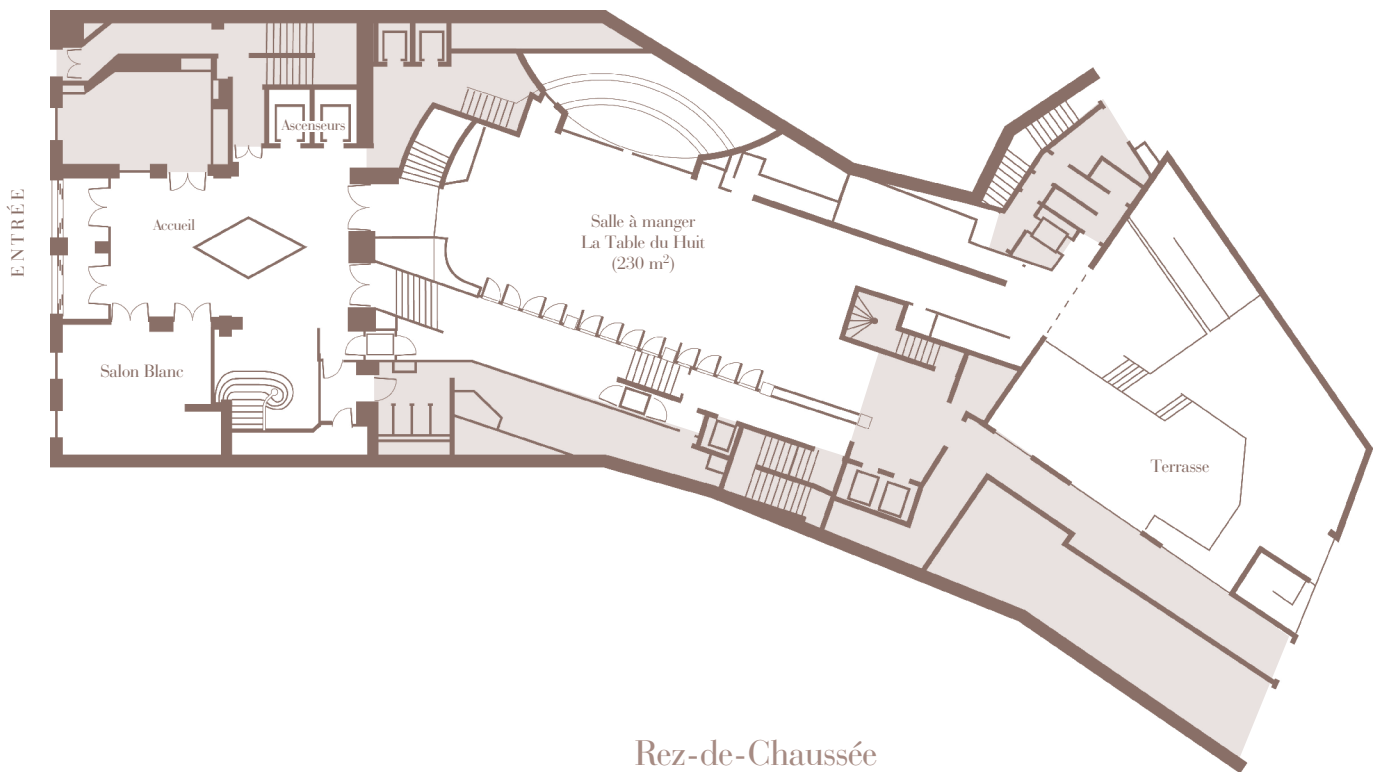 Ascenseurs
ENTRÉE
Accueil
Salle à manger
La Table du Huit
(230 m²)
Salon Blanc
Terrasse
Rez-de-Chaussée